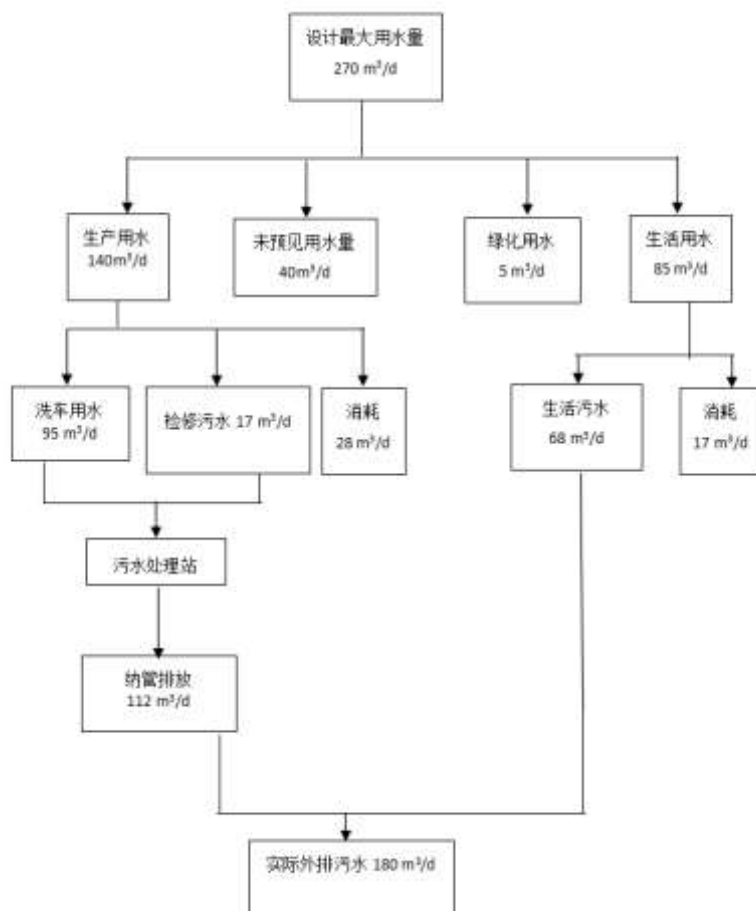 设计最大用水量
270 m³/d
生产用水
140m³/d
未预见用水量
40m³/d
绿化用水
5 m³/d
生活用水
85 m³/d
洗车用水
95 m³/d
检修污水 17 m³/d
消耗
28 m³/d
生活污水
68 m³/d
消耗
17 m³/d
污水处理站
纳管排放
112 m³/d
实际外排污水 180 m³/d